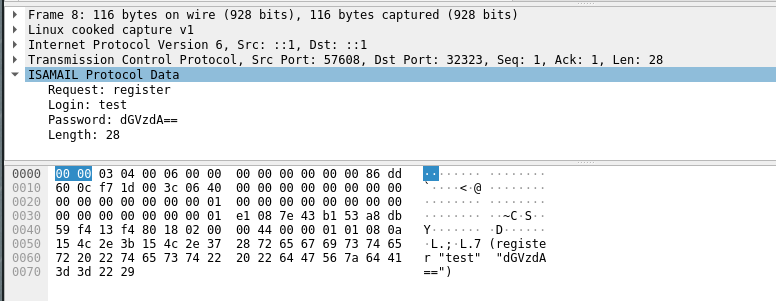 Frame 8: 116 bytes on wire (928 bits), 116 bytes captured (928 bits)
Linux cooked capture v1
Internet Protocol Version 6, Src: ::1, Dst: ::1
Transmission Control Protocol, Src Port: 57608, Dst Port: 32323, Seq: 1, Ack: 1, Len: 28
ISAMAIL Protocol Data
Request: register
Login: test
Password: dGVzdA==
Length: 28
0000 00 00 03 04 00 06 00 00 00 00 00 00 00 00 86 dd ········ ········
0010 60 0c f7 1d 00 3c 06 40 00 00 00 00 00 00 00 00 `····<·@ ········
0020 00 00 00 00 00 00 00 01 00 00 00 00 00 00 00 00 ········ ········
0030 00 00 00 00 00 00 00 01 e1 08 7e 43 b1 53 a8 db ········ ··~C·S··
0040 59 f4 13 f4 80 18 02 00 00 44 00 00 01 01 08 0a Y······· ·D······
0050 15 4c 2e 3b 15 4c 2e 37 28 72 65 67 69 73 74 65 ·L.;·L.7 (registe
0060 72 20 22 74 65 73 74 22 20 22 64 47 56 7a 64 41 r "test" "dGVzdA
0070 3d 3d 22 29 ==")